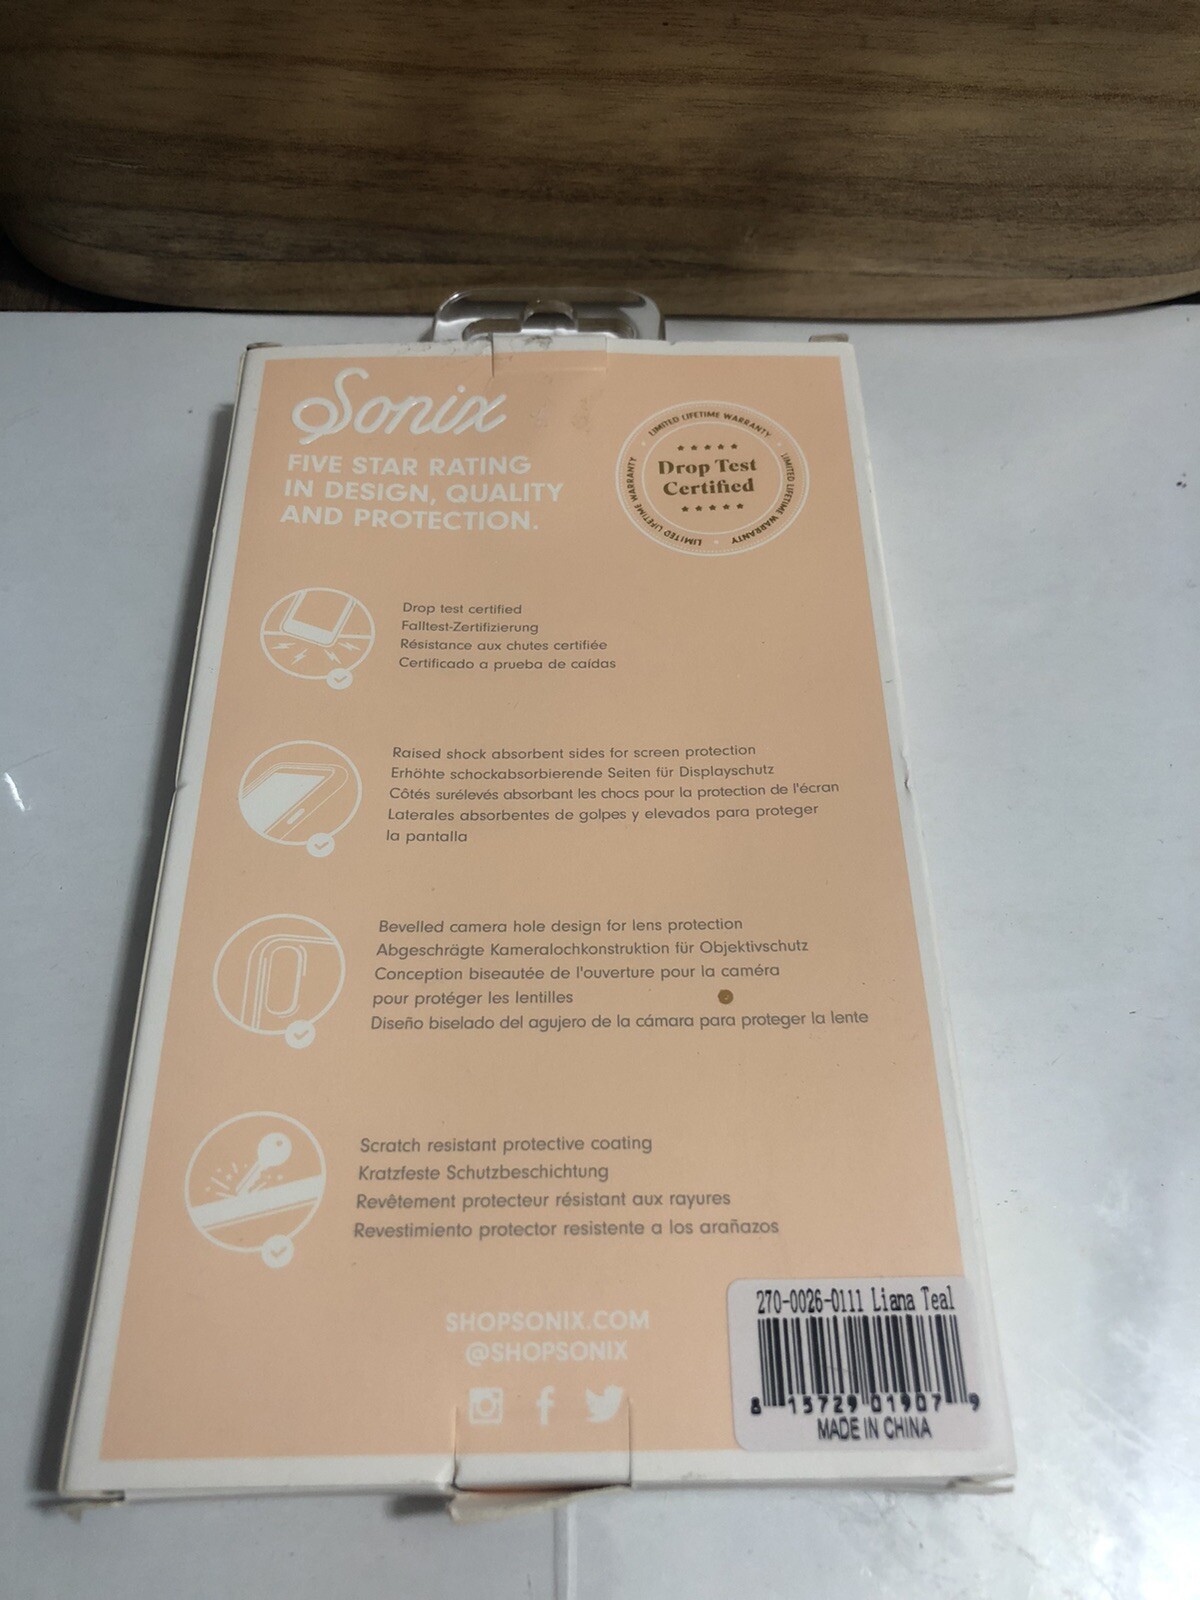 Sonix
FIVE STAR RATING
IN DESIGN, QUALITY
AND PROTECTION.
LIMITED LIFETIME WARRANTY
LIMITED LIFETIME WARRANTY
LIMITED LIFETIME WARRANTY
Drop Test
Certified
Drop test certified
Falltest-Zertifizierung
Résistance aux chutes certifiée
Certificado a prueba de caídas
Raised shock absorbent sides for screen protection
Erhöhte schockabsorbierende Seiten für Displayschutz
Côtés surélevés absorbant les chocs pour la protection de l'écran
Laterales absorbentes de golpes y elevados para proteger
la pantalla
Bevelled camera hole design for lens protection
Abgeschrägte Kameralochkonstruktion für Objektivschutz
Conception biseautée de l'ouverture pour la caméra
pour protéger les lentilles
Diseño biselado del agujero de la cámara para proteger la lente
Scratch resistant protective coating
Kratzfeste Schutzbeschichtung
Revêtement protecteur résistant aux rayures
Revestimiento protector resistente a los arañazos
SHOPSONIX.COM
@SHOPSONIX
270-0026-0111 Liana Teal
8 15729 01907 9
MADE IN CHINA